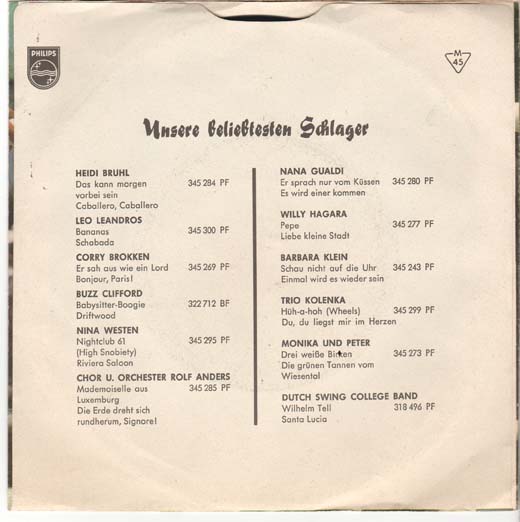 PHILIPS
M
45
Unsere beliebtesten Schlager
HEIDI BRUHL
Das kann morgen 345 284 PF
vorbei sein
Caballero, Caballero
LEO LEANDROS
Bananas 345 300 PF
Schabada
CORRY BROKKEN
Er sah aus wie ein Lord 345 269 PF
Bonjour, Paris!
BUZZ CLIFFORD
Babysitter-Boogie 322 712 BF
Driftwood
NINA WESTEN
Nightclub 61 345 295 PF
(High Snobiety)
Riviera Saloon
CHOR U. ORCHESTER ROLF ANDERS
Mademoiselle aus 345 285 PF
Luxemburg
Die Erde dreht sich
rundherum, Signore!
NANA GUALDI
Er sprach nur vom Küssen 345 280 PF
Es wird einer kommen
WILLY HAGARA
Pepe 345 277 PF
Liebe kleine Stadt
BARBARA KLEIN
Schau nicht auf die Uhr 345 243 PF
Einmal wird es wieder sein
TRIO KOLENKA
Hüh-a-hoh (Wheels) 345 299 PF
Du, du liegst mir im Herzen
MONIKA UND PETER
Drei weiße Birken 345 273 PF
Die grünen Tannen vom
Wiesental
DUTCH SWING COLLEGE BAND
Wilhelm Tell 318 496 PF
Santa Lucia